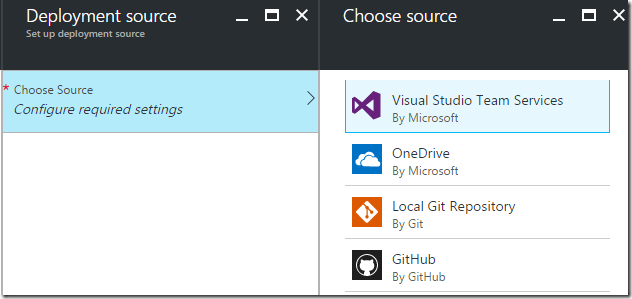 Deployment source
Set up deployment source
* Choose Source
Configure required settings
Choose source
Visual Studio Team Services
By Microsoft
OneDrive
By Microsoft
Local Git Repository
By Git
GitHub
By GitHub